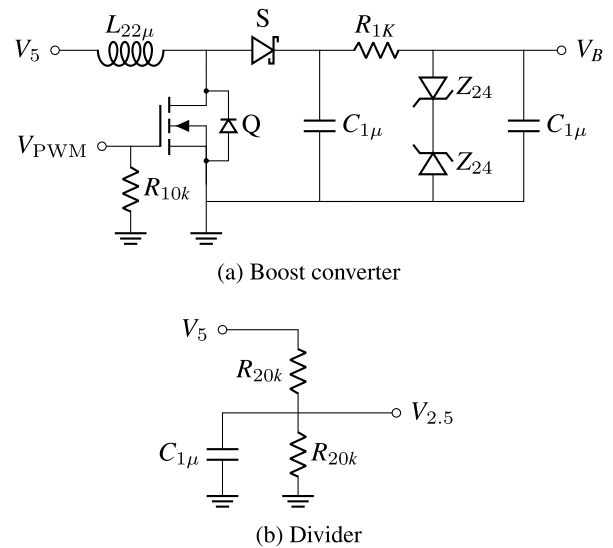 L22μ
S
V5
R1K
VB
Z24
Q
C1μ
C1μ
VPWM
Z24
R10k
(a) Boost converter
V5
R20k
V2.5
C1μ
R20k
(b) Divider